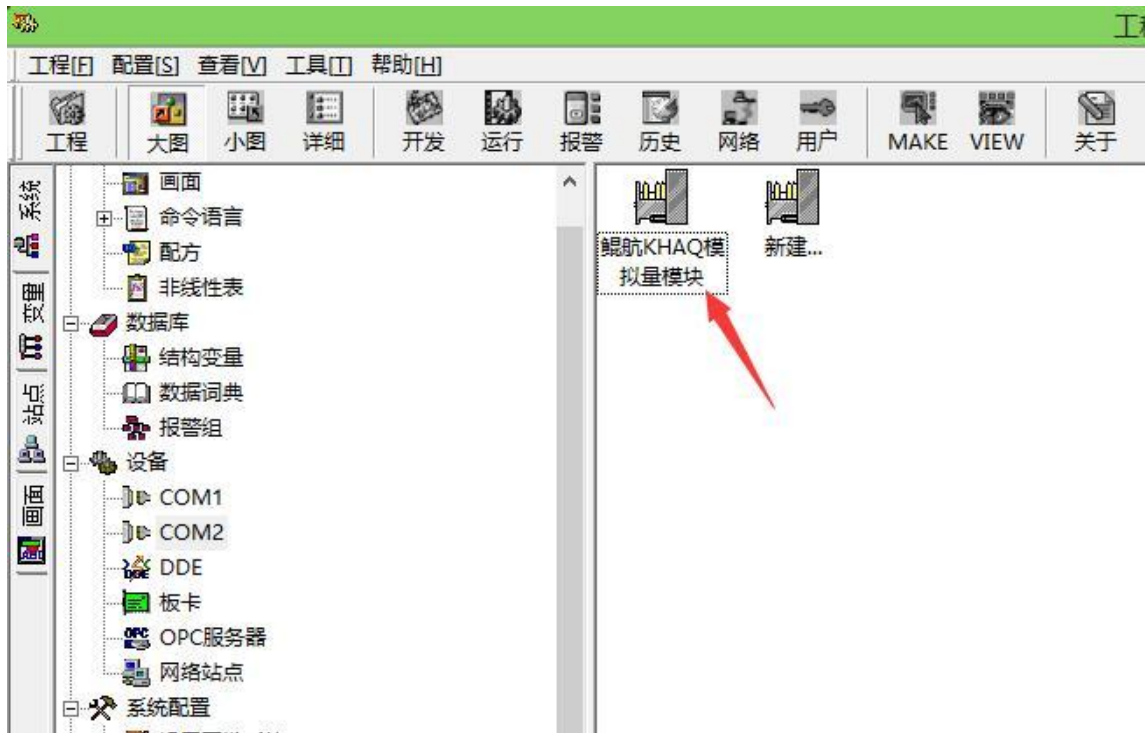 工程
工程[F] 配置[S] 查看[V] 工具[T] 帮助[H]
工程 大图 小图 详细 开发 运行 报警 历史 网络 用户 MAKE VIEW 关于
系统
变量
站点
画面
画面
命令语言
配方
非线性表
数据库
结构变量
数据词典
报警组
设备
COM1
COM2
DDE
板卡
OPC服务器
网络站点
系统配置
鲲航KHAQ模
拟量模块
新建...